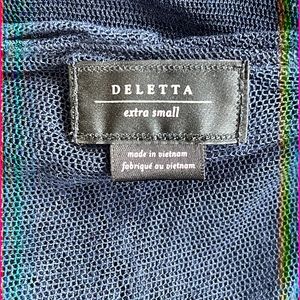 DELETTA
extra small
made in vietnam
fabriqué au vietnam